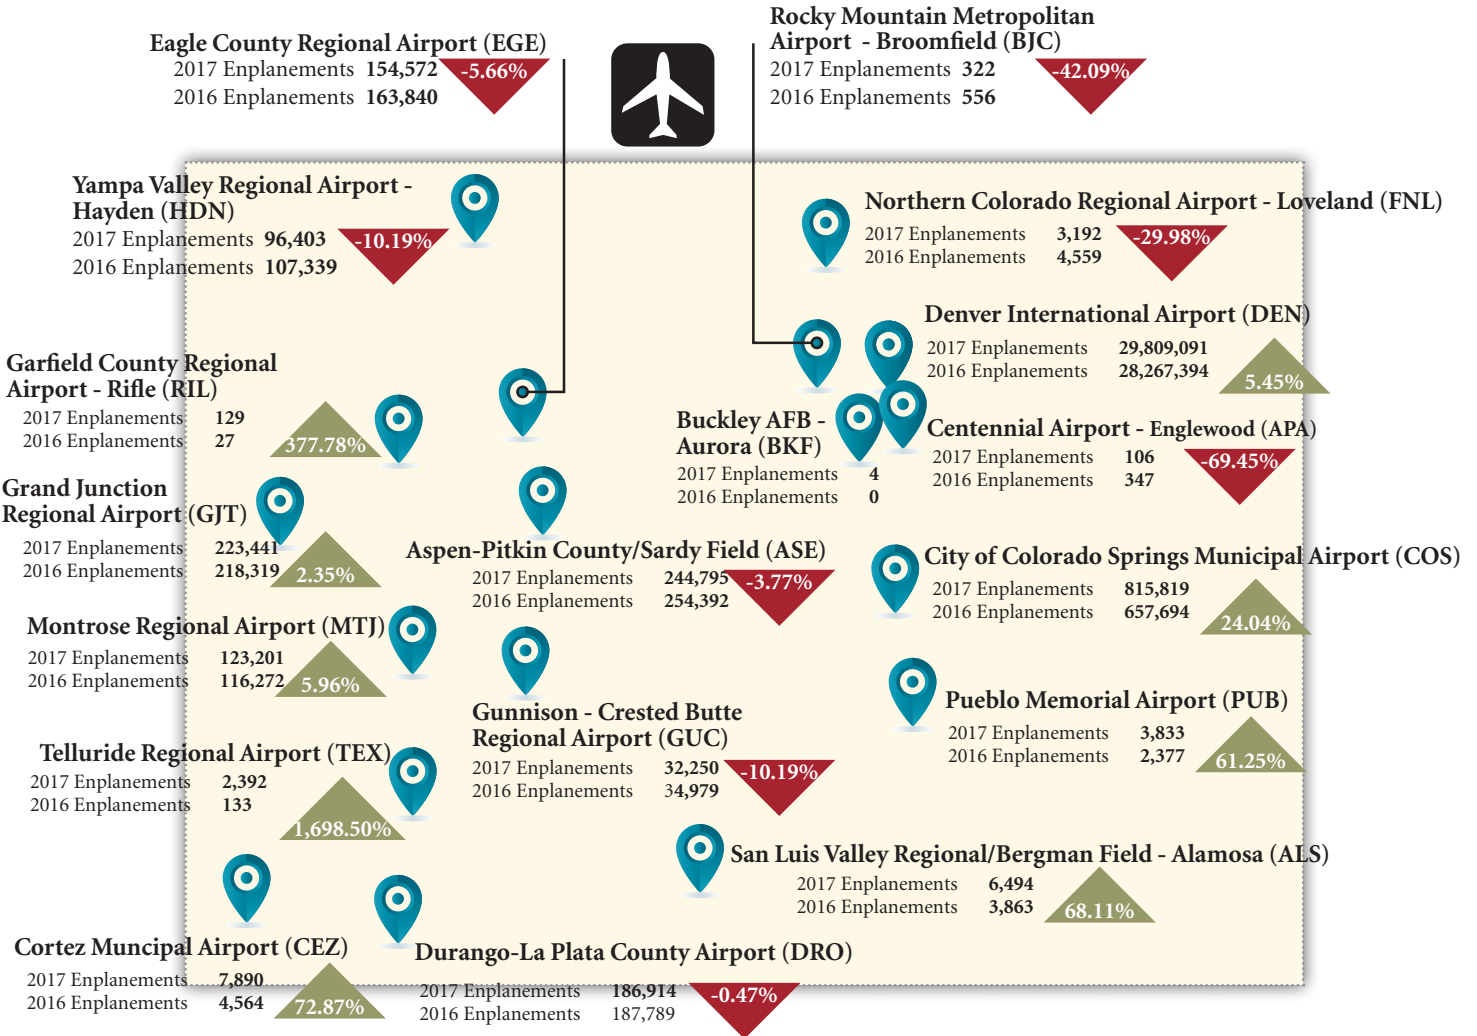 Eagle County Regional Airport (EGE)
2017 Enplanements 154,572 -5.66%
2016 Enplanements 163,840
Rocky Mountain Metropolitan
Airport - Broomfield (BJC)
2017 Enplanements 322 -42.09%
2016 Enplanements 556
Yampa Valley Regional Airport -
Hayden (HDN)
2017 Enplanements 96,403 -10.19%
2016 Enplanements 107,339
Northern Colorado Regional Airport - Loveland (FNL)
2017 Enplanements 3,192 -29.98%
2016 Enplanements 4,559
Denver International Airport (DEN)
2017 Enplanements 29,809,091
2016 Enplanements 28,267,394 5.45%
Garfield County Regional
Airport - Rifle (RIL)
2017 Enplanements 129
2016 Enplanements 27 377.78%
Buckley AFB -
Aurora (BKF)
2017 Enplanements 4
2016 Enplanements 0
Centennial Airport - Englewood (APA)
2017 Enplanements 106 -69.45%
2016 Enplanements 347
Grand Junction
Regional Airport (GJT)
2017 Enplanements 223,441
2016 Enplanements 218,319 2.35%
Aspen-Pitkin County/Sardy Field (ASE)
2017 Enplanements 244,795 -3.77%
2016 Enplanements 254,392
City of Colorado Springs Municipal Airport (COS)
2017 Enplanements 815,819
2016 Enplanements 657,694 24.04%
Montrose Regional Airport (MTJ)
2017 Enplanements 123,201
2016 Enplanements 116,272 5.96%
Gunnison - Crested Butte
Regional Airport (GUC)
2017 Enplanements 32,250 -10.19%
2016 Enplanements 34,979
Pueblo Memorial Airport (PUB)
2017 Enplanements 3,833
2016 Enplanements 2,377 61.25%
Telluride Regional Airport (TEX)
2017 Enplanements 2,392
2016 Enplanements 133
1,698.50%
San Luis Valley Regional/Bergman Field - Alamosa (ALS)
2017 Enplanements 6,494
2016 Enplanements 3,863 68.11%
Cortez Muncipal Airport (CEZ)
2017 Enplanements 7,890
2016 Enplanements 4,564 72.87%
Durango-La Plata County Airport (DRO)
2017 Enplanements 186,914 -0.47%
2016 Enplanements 187,789